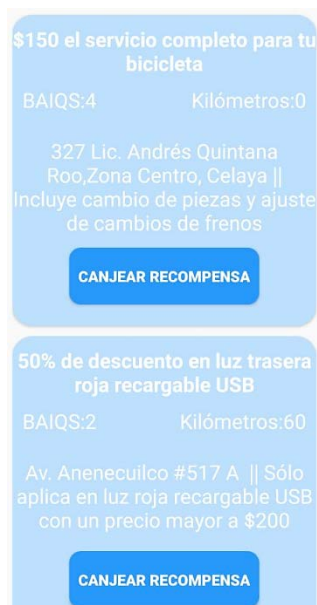 $150 el servicio completo para tu
bicicleta
BAIQS:4 Kilómetros:0
327 Lic. Andrés Quintana
Roo,Zona Centro, Celaya ||
Incluye cambio de piezas y ajuste
de cambios de frenos
CANJEAR RECOMPENSA
50% de descuento en luz trasera
roja recargable USB
BAIQS:2 Kilómetros:60
Av. Anenecuilco #517 A || Sólo
aplica en luz roja recargable USB
con un precio mayor a $200
CANJEAR RECOMPENSA